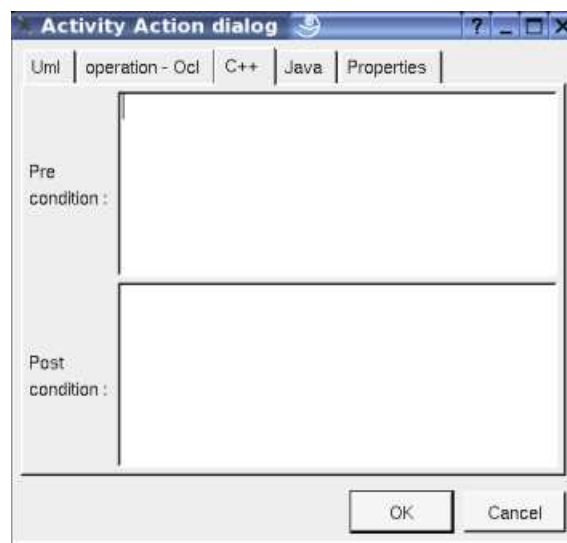 Activity Action dialog ? _ X
Uml operation - Ocl C++ Java Properties
Pre
condition :
Post
condition :
OK Cancel